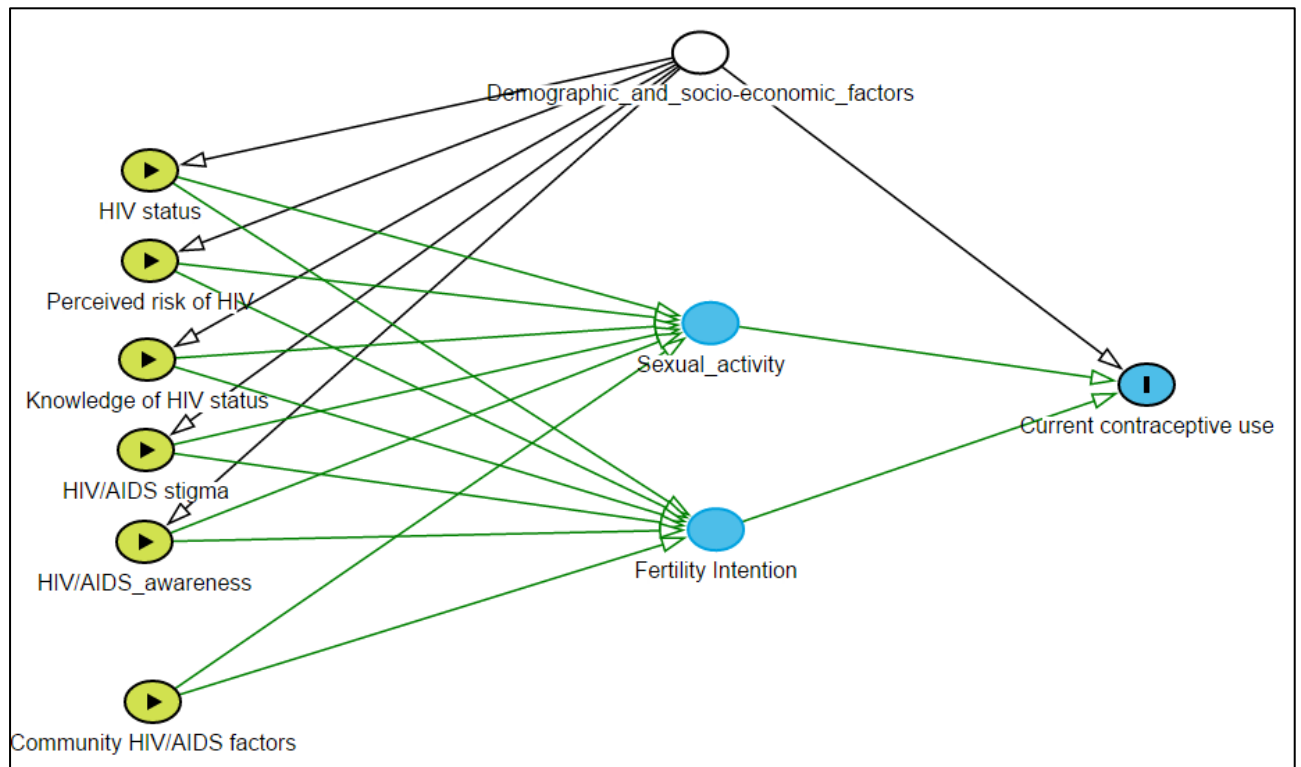 Demographic_and_socio-economic_factors
HIV status
Perceived risk of HIV
Sexual_activity
Knowledge of HIV status
Current contraceptive use
HIV/AIDS stigma
HIV/AIDS_awareness
Fertility Intention
Community HIV/AIDS factors